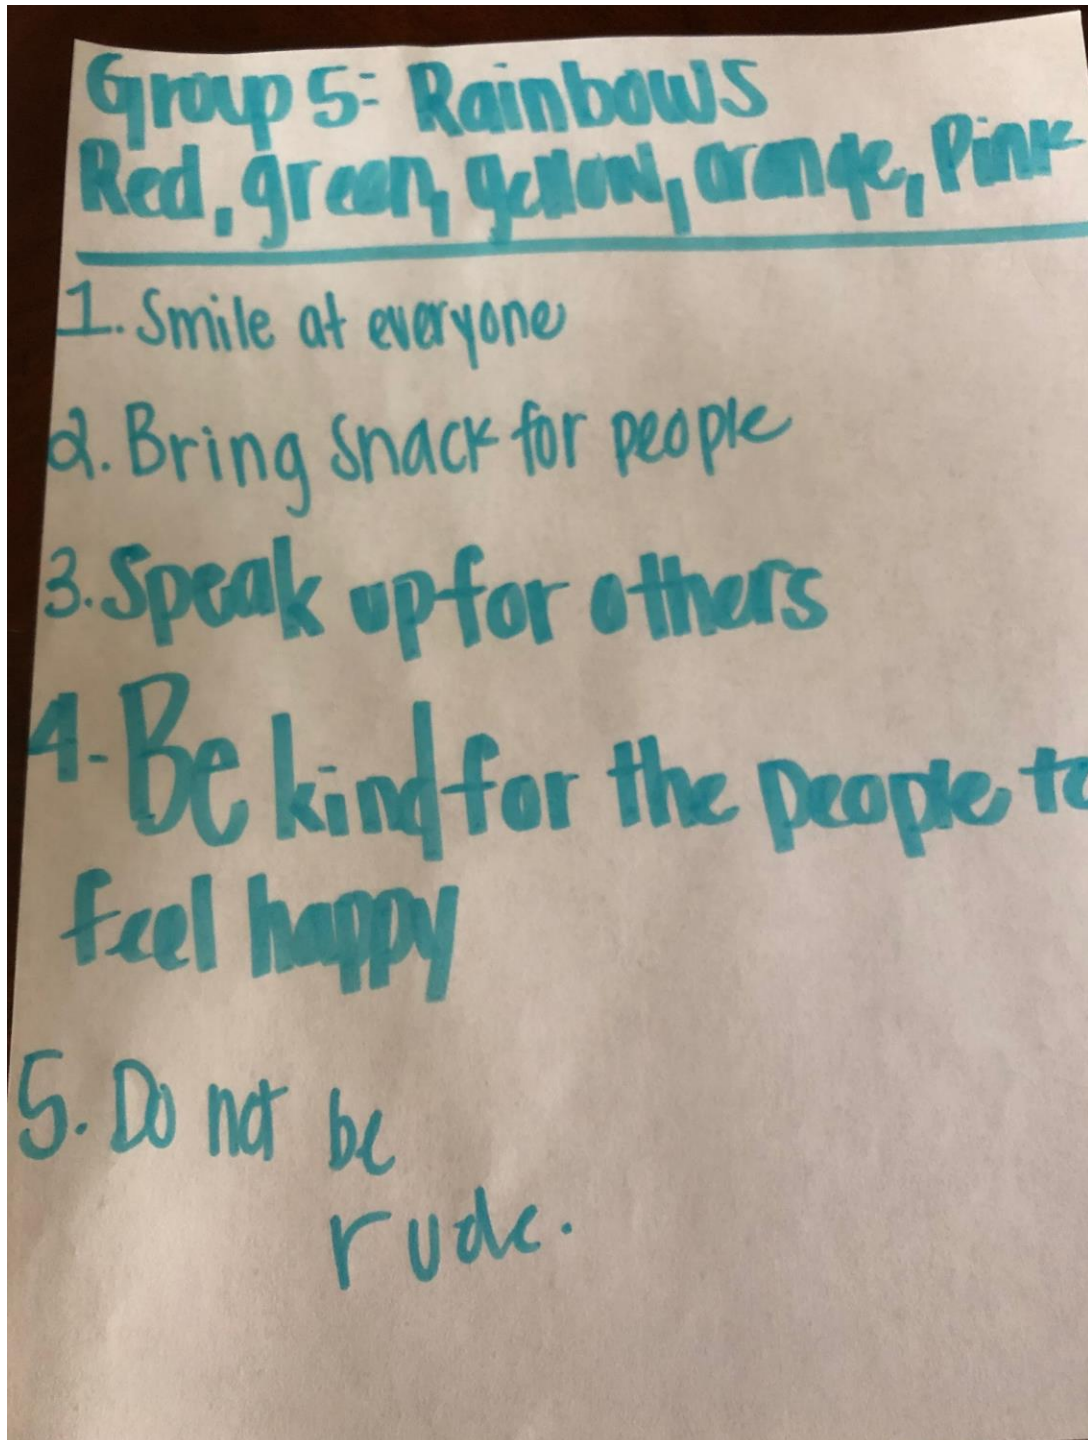 Group 5: Rainbows
Red, green, yellow, orange, Pink
1. Smile at everyone
2. Bring snack for people
3. Speak up for others
4. Be kind for the people to
feel happy
5. Do not be
rude.